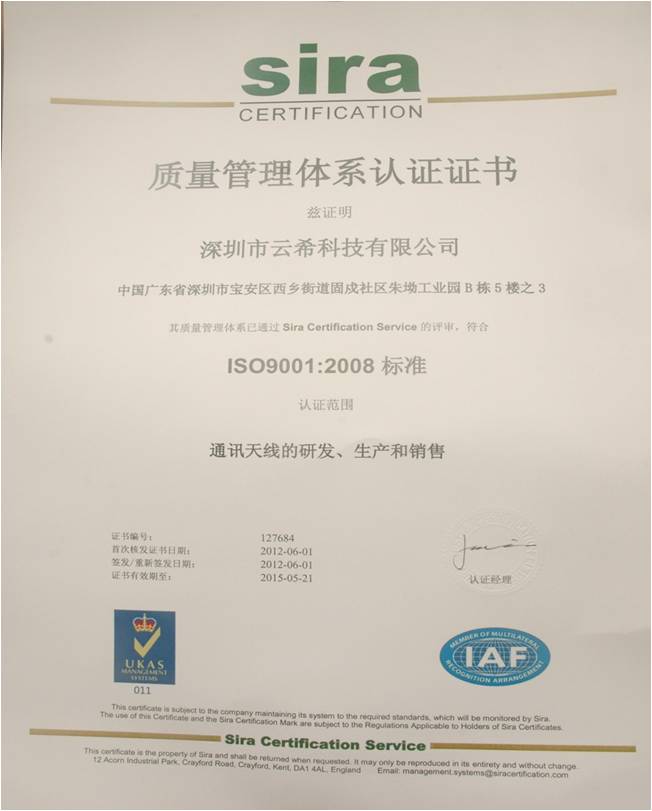 sira
CERTIFICATION
质量管理体系认证证书
兹证明
深圳市云希科技有限公司
中国广东省深圳市宝安区西乡街道固戍社区朱坳工业园 B 栋 5 楼之 3
其质量管理体系已通过 Sira Certification Service 的评审，符合
ISO9001:2008 标准
认证范围
通讯天线的研发、生产和销售
证书编号： 127684
首次核发证书日期： 2012-06-01
签发/重新签发日期： 2012-06-01
证书有效期至： 2015-05-21
认证经理
UKAS
MANAGEMENT
SYSTEMS
011
MEMBER OF MULTILATERAL
IAF
RECOGNITION ARRANGEMENT
This certificate is subject to the company maintaining its system to the required standards, which will be monitored by Sira.
The use of this Certificate and the Sira Certification Mark are subject to the Regulations Applicable to Holders of Sira Certificates.
Sira Certification Service
This certificate is the property of Sira and shall be returned when requested. It may only be reproduced in its entirety and without change.
12 Acorn Industrial Park, Crayford Road, Crayford, Kent, DA1 4AL, England Email: management.systems@siracertification.com